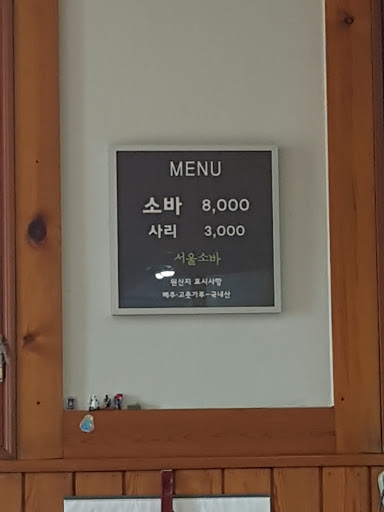 MENU
소바 8,000
사리 3,000
서울소바
원산지 표시사항
배추·고춧가루-국내산